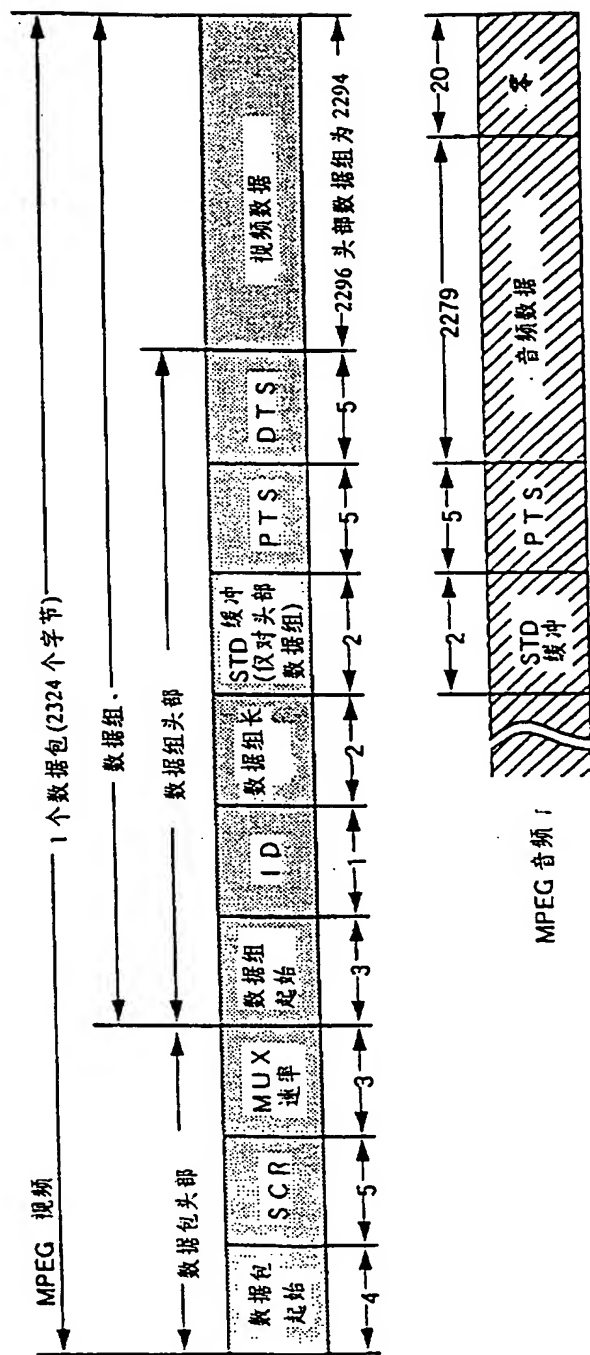 MPEG 视频
1 个数据包(2324 个字节)
数据组
数据包头部
数据组头部
数据包
起始
SCR
MUX
速率
数据组
起始
ID
数据组长
STD 缓冲
(仅对头部
数据组)
PTS
DTS
视频数据
4
5
3
3
1
2
2
5
5
2296 头部数据组为 2294
MPEG 音频
STD
缓冲
PTS
音频数据
零
2
5
2279
20